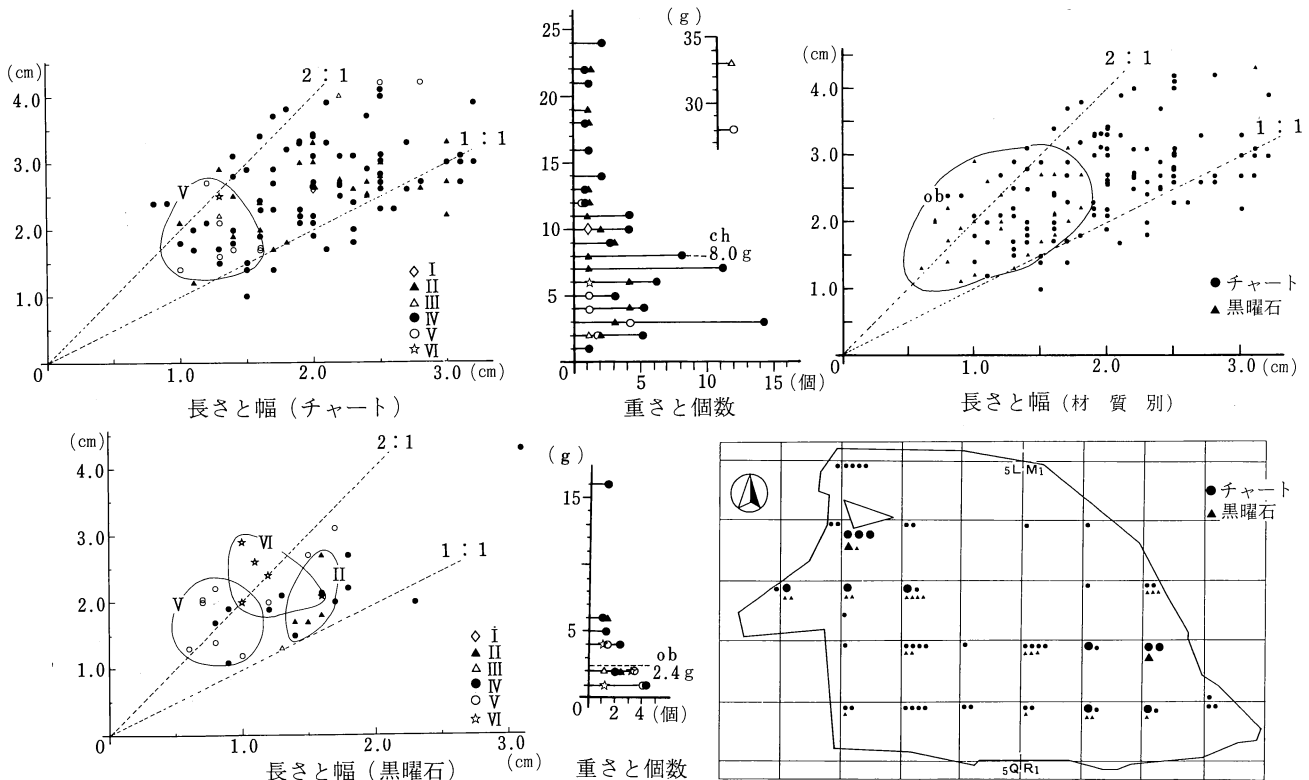 (cm)
4.0
3.0
2.0
1.0
0
1.0
2.0
3.0
(cm)
2:1
1:1
V
◇ I
▲ II
△ III
● IV
○ V
☆ VI
長さと幅(チャート)
(g)
25
20
15
10
5
0
5
10
15 (個)
35
30
ch
8.0g
重さと個数
(cm)
4.0
3.0
2.0
1.0
0
1.0
2.0
3.0 (cm)
2:1
1:1
ob
● チャート
▲ 黒曜石
長さと幅(材 質 別)
(cm)
4.0
3.0
2.0
1.0
0
1.0
2.0
3.0
(cm)
2:1
1:1
VI
V
II
◇ I
▲ II
△ III
● IV
○ V
☆ VI
長さと幅(黒曜石)
(g)
15
5
0
2
4 (個)
ob
2.4g
重さと個数
5LM1
● チャート
▲ 黒曜石
5QR1